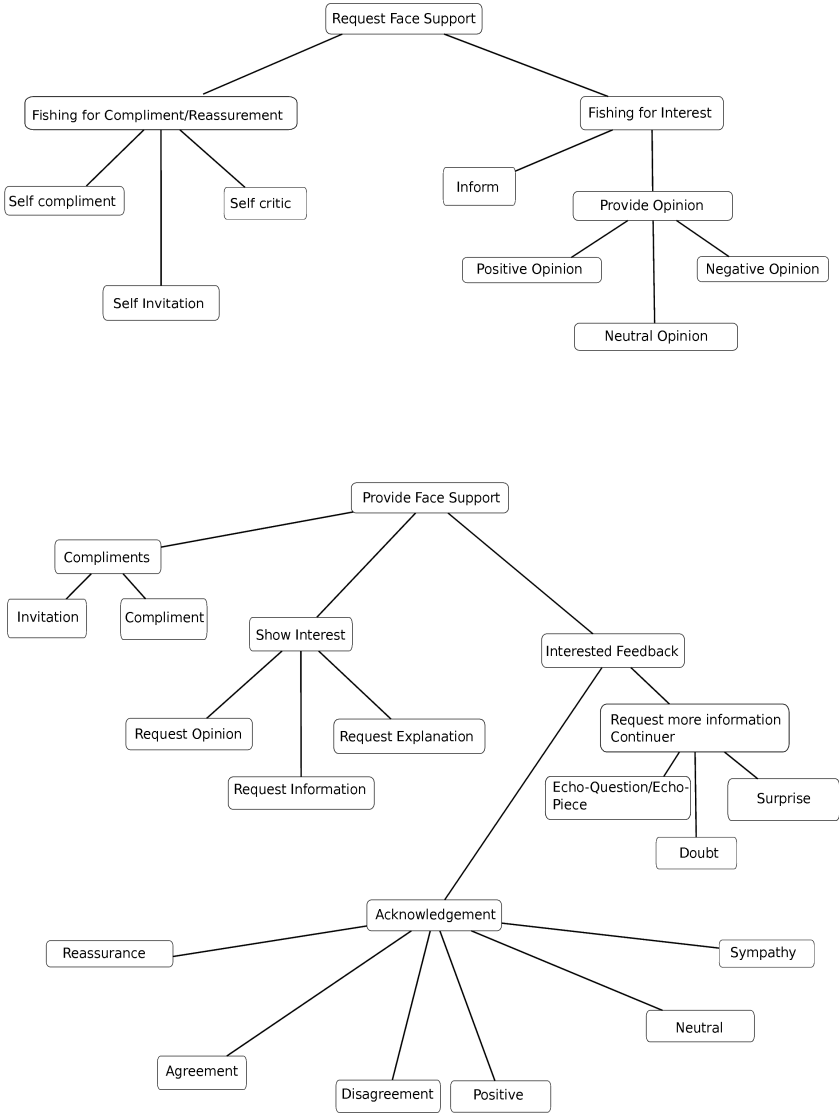 Request Face Support
Fishing for Compliment/Reassurement
Fishing for Interest
Inform
Self compliment
Self critic
Provide Opinion
Positive Opinion
Negative Opinion
Self Invitation
Neutral Opinion
Provide Face Support
Compliments
Invitation
Compliment
Show Interest
Interested Feedback
Request Opinion
Request Explanation
Request more information
Continuer
Request Information
Echo-Question/Echo-
Piece
Surprise
Doubt
Acknowledgement
Reassurance
Sympathy
Neutral
Agreement
Disagreement
Positive